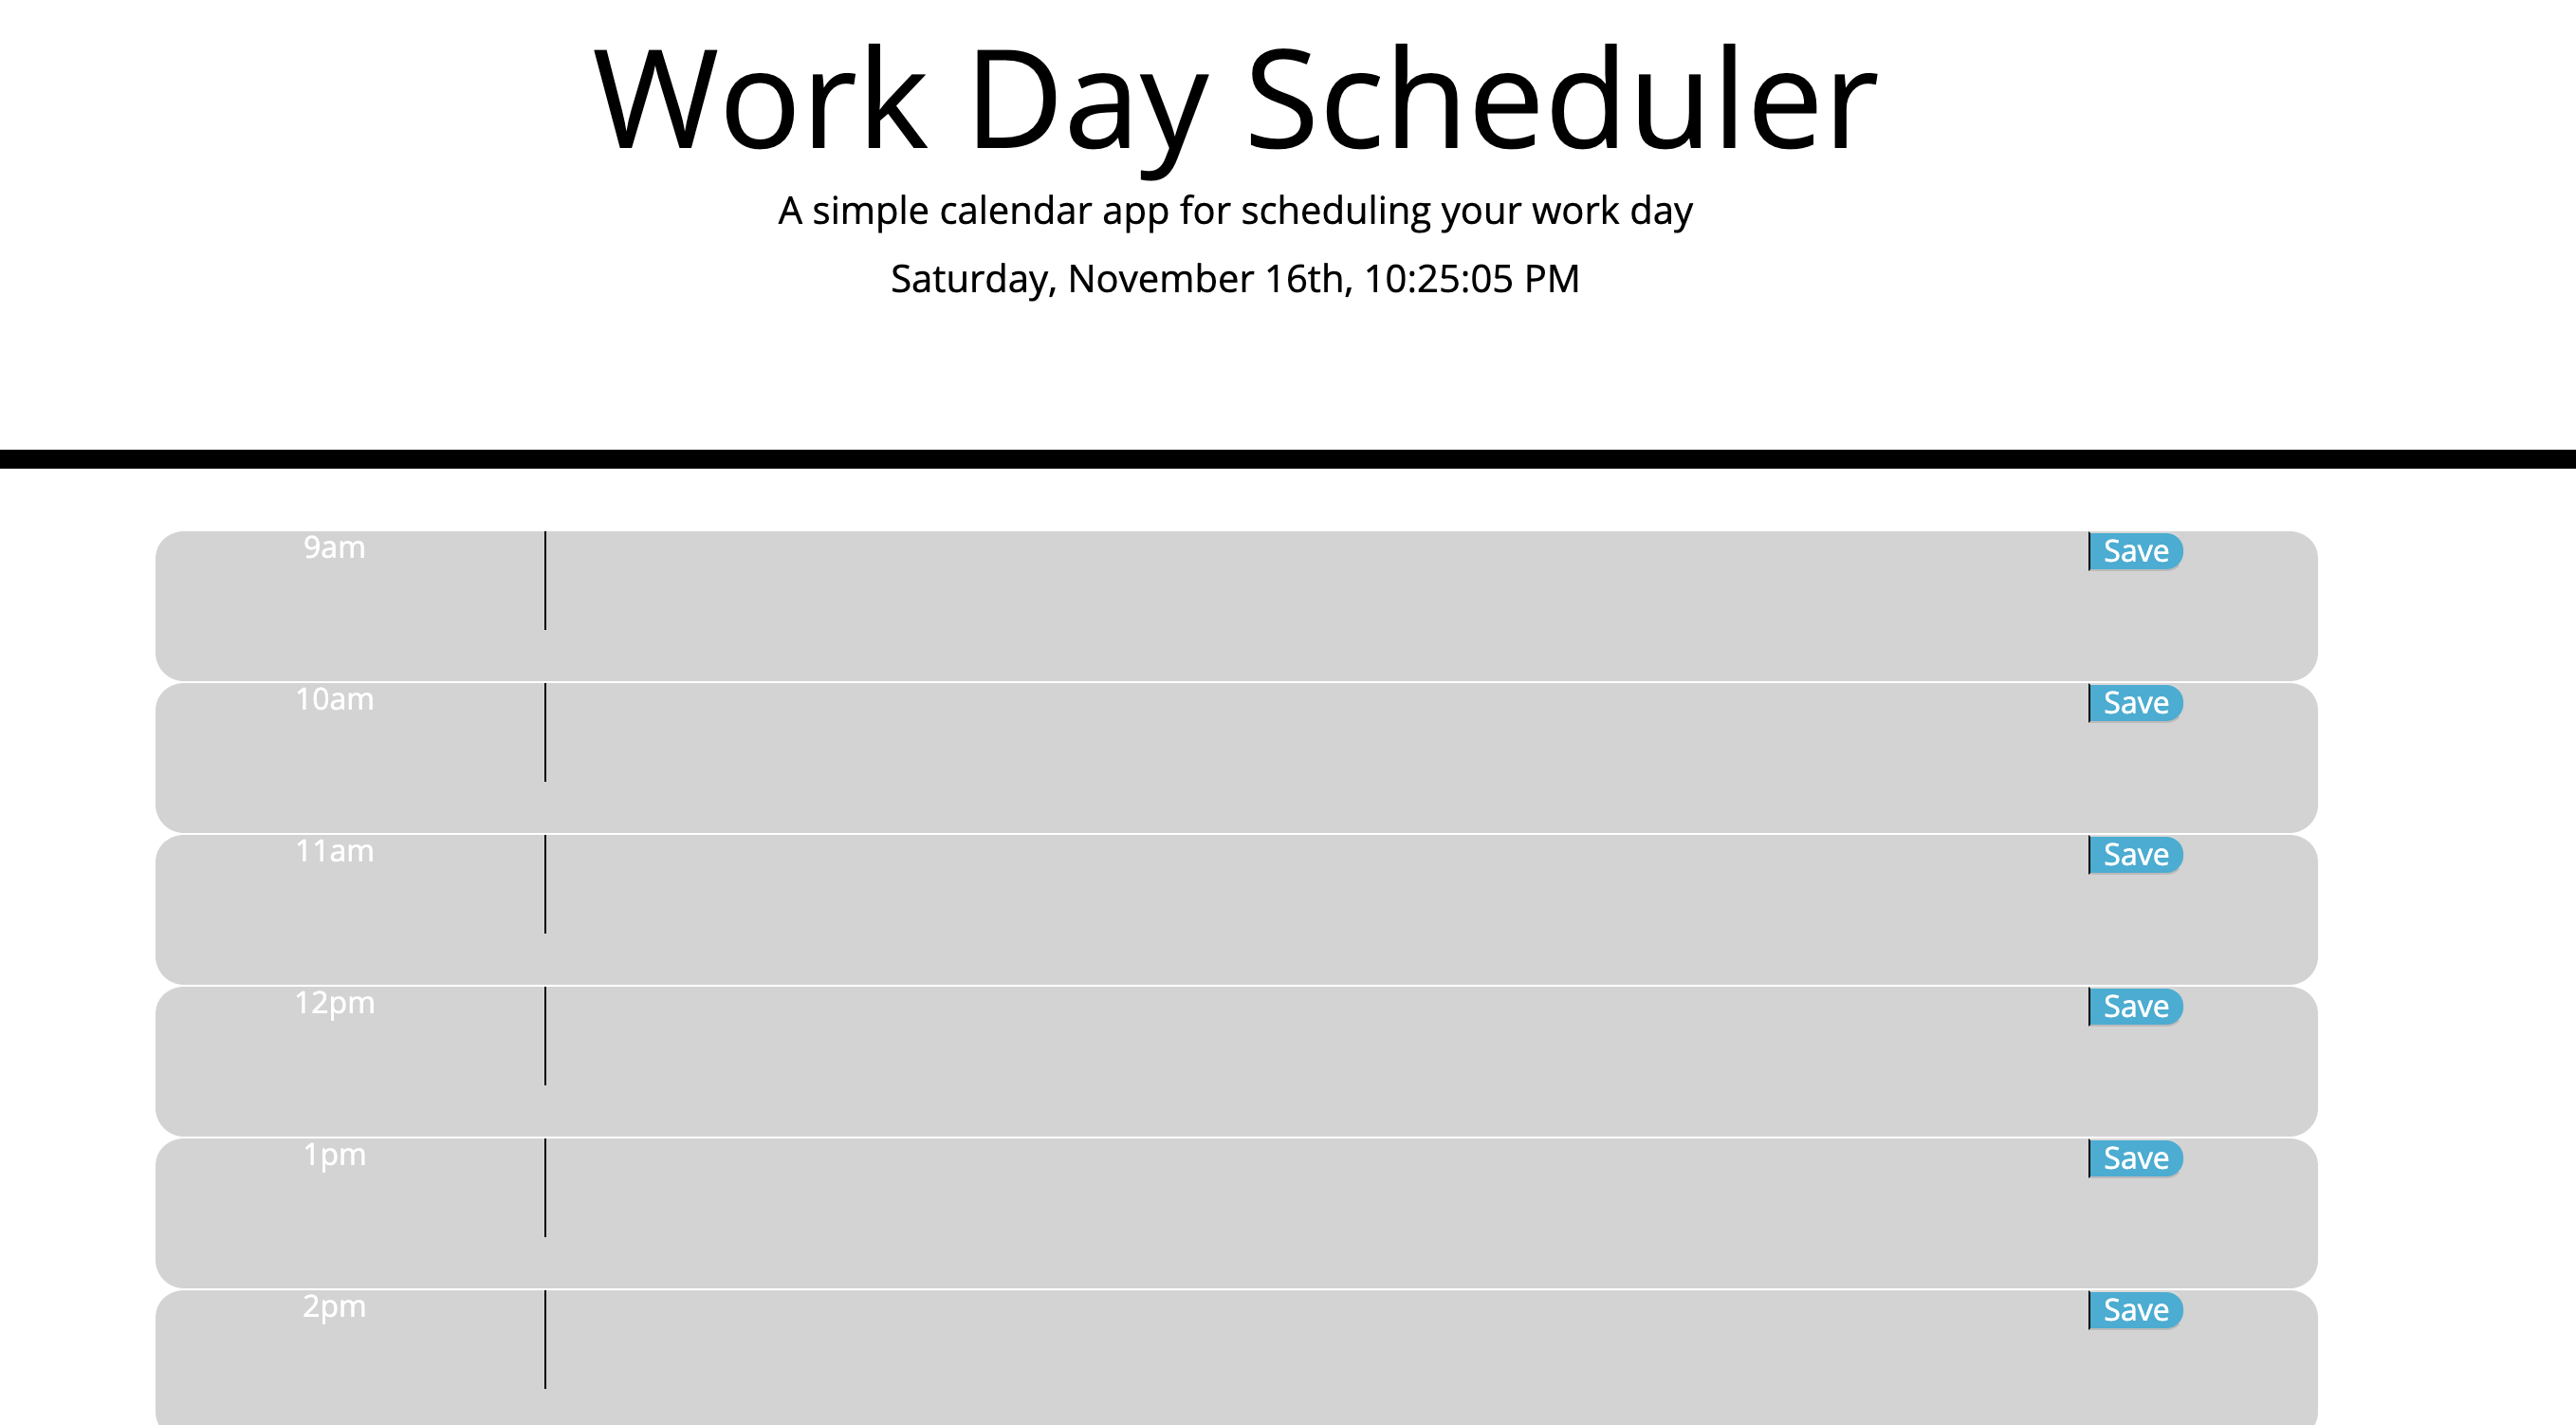 Work Day Scheduler
A simple calendar app for scheduling your work day
Saturday, November 16th, 10:25:05 PM
9am Save
10am Save
11am Save
12pm Save
1pm Save
2pm Save